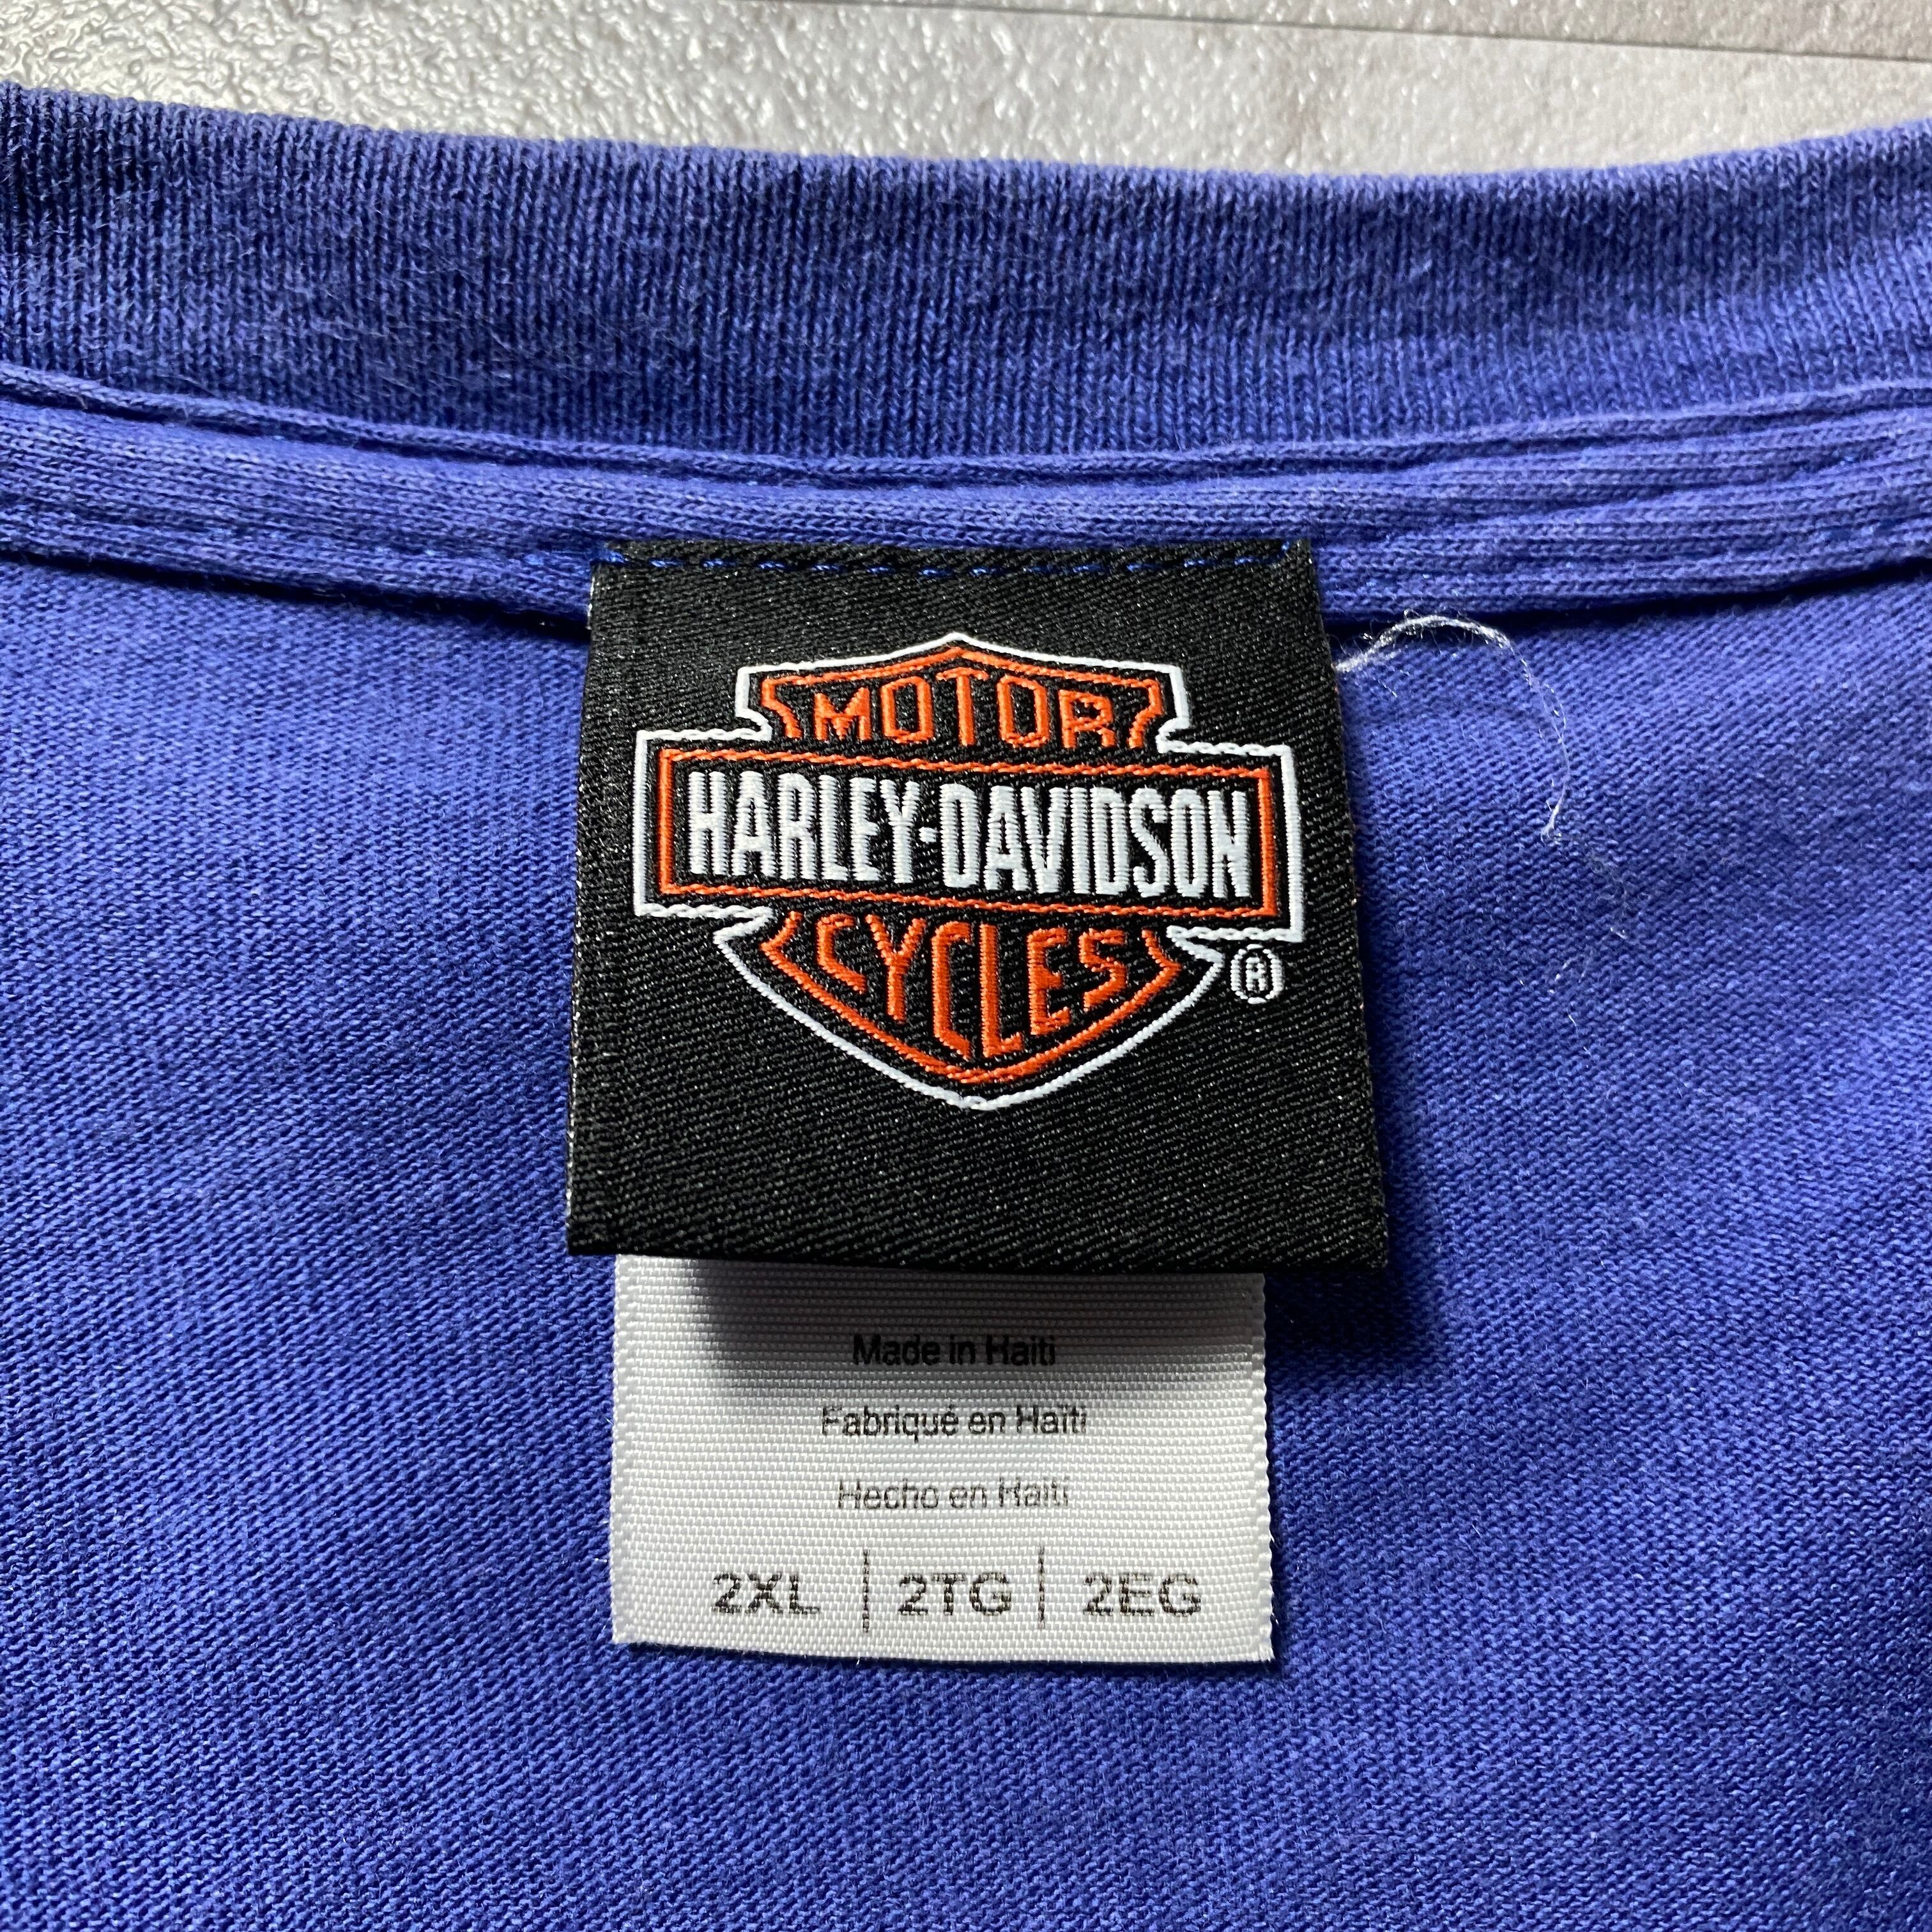 MOTOR
HARLEY-DAVIDSON
CYCLES
®
Made in Haiti
Fabriqué en Haïti
Hecho en Haití
2XL | 2TG | 2EG